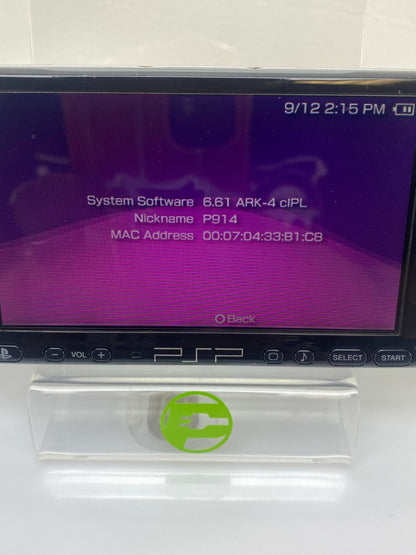 9/12 2:15 PM
System Software 6.61 ARK-4 cIPL
Nickname P914
MAC Address 00:07:04:33:B1:C8
Back
VOL
PSP
SELECT
START